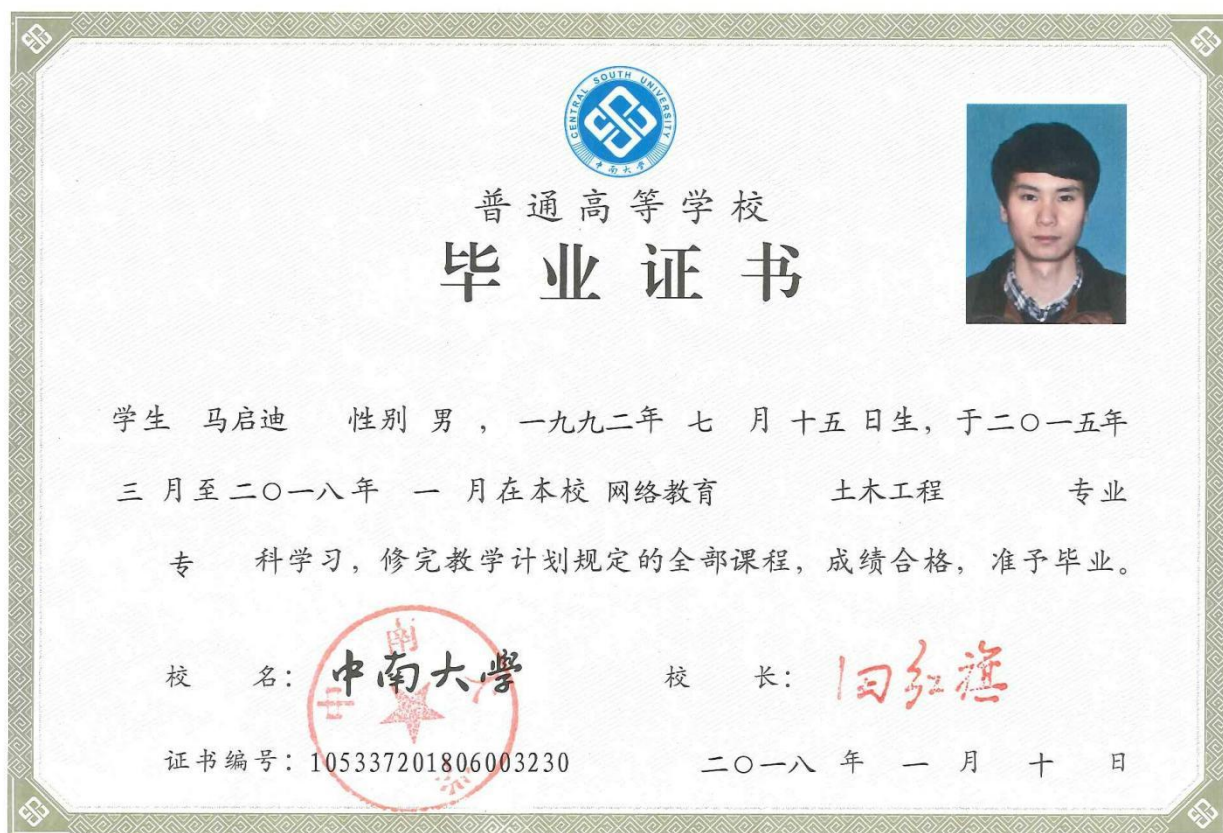 CENTRAL SOUTH UNIVERSITY
中南大学
普通高等学校
毕业证书
学生 马启迪 性别 男 ， 一九九二年 七 月 十五 日生，于二〇一五年
三 月至二〇一八年 一 月在本校 网络教育 土木工程 专业
专 科学习，修完教学计划规定的全部课程，成绩合格，准予毕业。
校 名：中南大學 校 长：田红旗
证书编号：105337201806003230 二〇一八 年 一 月 十 日